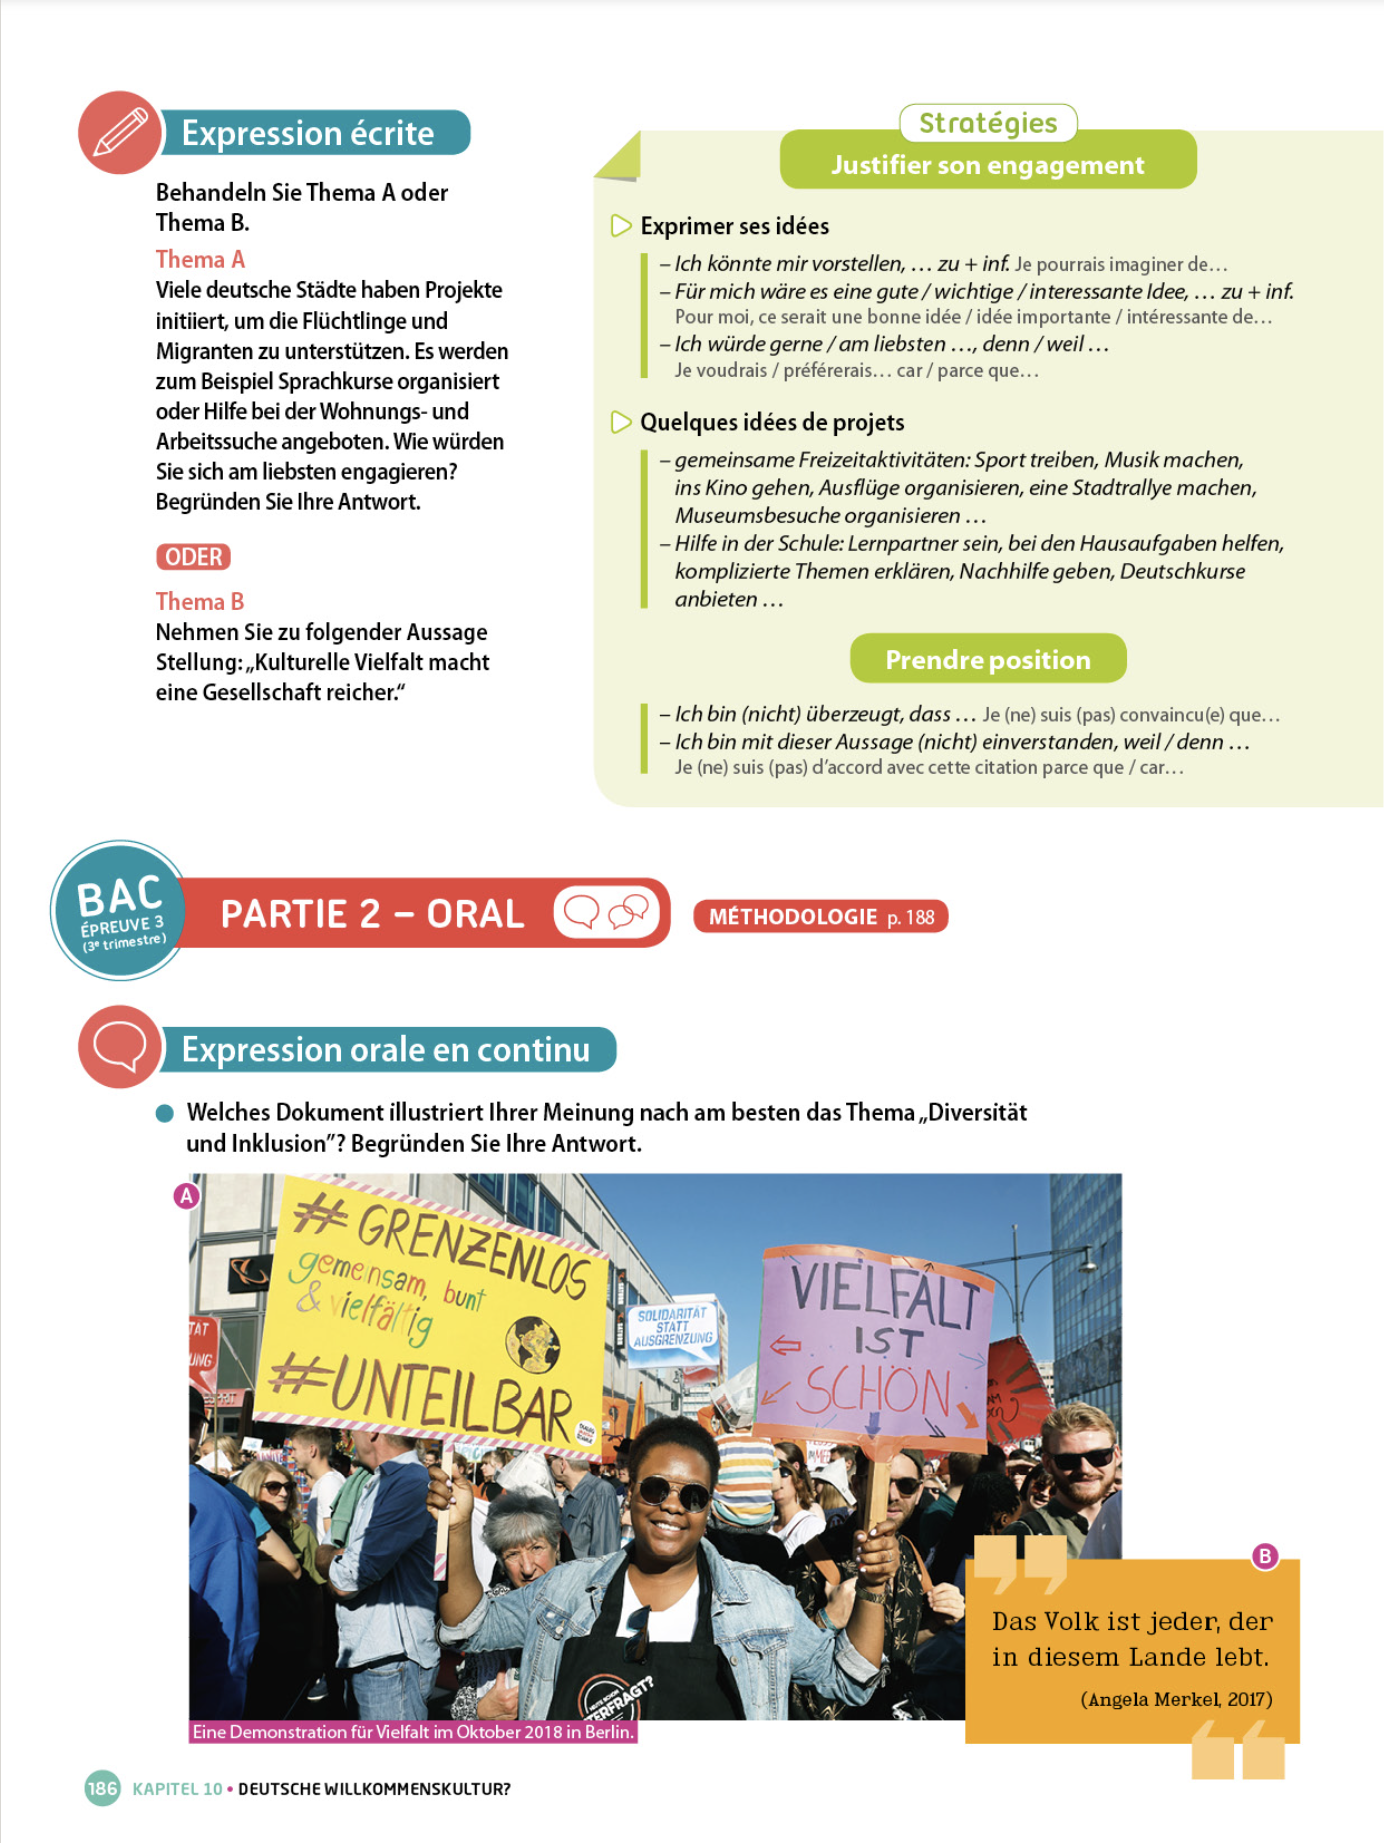 Expression écrite
Behandeln Sie Thema A oder
Thema B.
Thema A
Viele deutsche Städte haben Projekte
initiiert, um die Flüchtlinge und
Migranten zu unterstützen. Es werden
zum Beispiel Sprachkurse organisiert
oder Hilfe bei der Wohnungs- und
Arbeitssuche angeboten. Wie würden
Sie sich am liebsten engagieren?
Begründen Sie Ihre Antwort.
ODER
Thema B
Nehmen Sie zu folgender Aussage
Stellung: „Kulturelle Vielfalt macht
eine Gesellschaft reicher.“
Stratégies
Justifier son engagement
Exprimer ses idées
– Ich könnte mir vorstellen, … zu + inf. Je pourrais imaginer de…
– Für mich wäre es eine gute / wichtige / interessante Idee, … zu + inf.
Pour moi, ce serait une bonne idée / idée importante / intéressante de…
– Ich würde gerne / am liebsten …, denn / weil …
Je voudrais / préférerais… car / parce que…
Quelques idées de projets
– gemeinsame Freizeitaktivitäten: Sport treiben, Musik machen,
ins Kino gehen, Ausflüge organisieren, eine Stadtrallye machen,
Museumsbesuche organisieren …
– Hilfe in der Schule: Lernpartner sein, bei den Hausaufgaben helfen,
komplizierte Themen erklären, Nachhilfe geben, Deutschkurse
anbieten …
Prendre position
– Ich bin (nicht) überzeugt, dass … Je (ne) suis (pas) convaincu(e) que…
– Ich bin mit dieser Aussage (nicht) einverstanden, weil / denn …
Je (ne) suis (pas) d’accord avec cette citation parce que / car…
BAC
ÉPREUVE 3
(3e trimestre)
PARTIE 2 – ORAL
MÉTHODOLOGIE p. 188
Expression orale en continu
Welches Dokument illustriert Ihrer Meinung nach am besten das Thema „Diversität
und Inklusion”? Begründen Sie Ihre Antwort.
A
# GRENZENLOS
gemeinsam, bunt
& vielfältig
#UNTEILBAR
SOLIDARITÄT
STATT
AUSGRENZUNG
VIELFALT
IST
SCHÖN
Eine Demonstration für Vielfalt im Oktober 2018 in Berlin.
B
Das Volk ist jeder, der
in diesem Lande lebt.
(Angela Merkel, 2017)
186 KAPITEL 10 • DEUTSCHE WILLKOMMENSKULTUR?